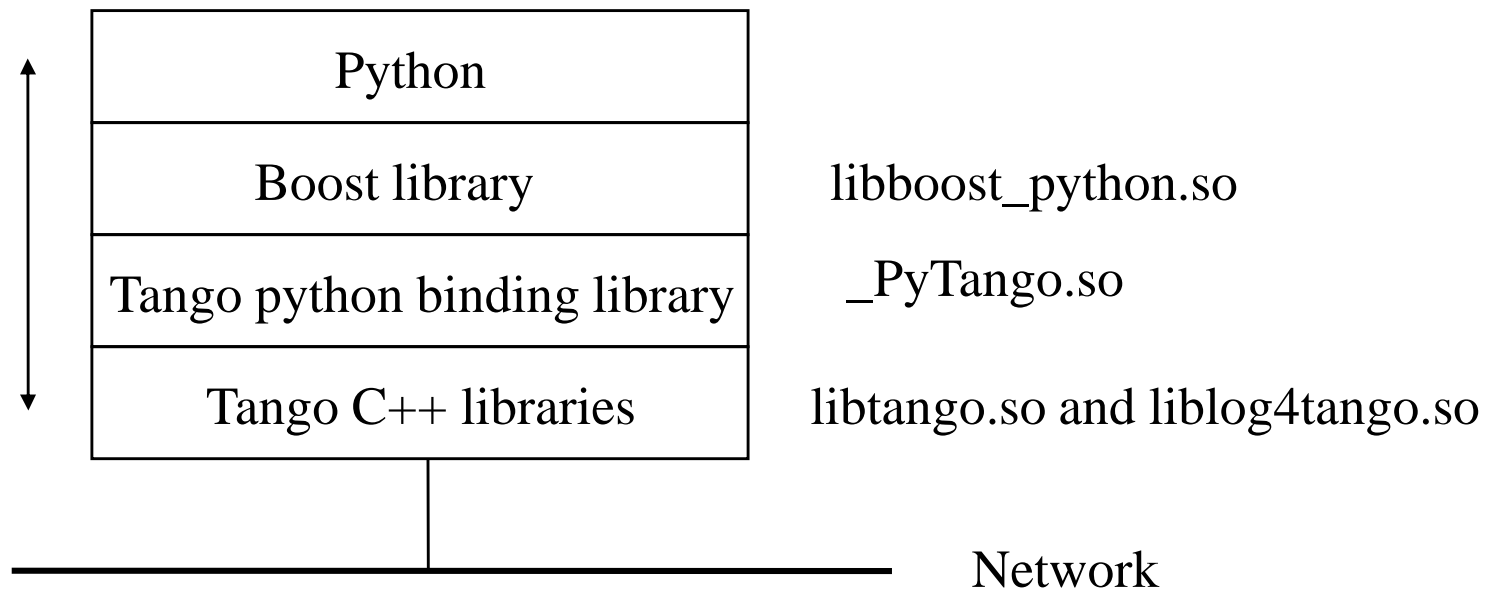 Python
Boost library
libboost_python.so
Tango python binding library
_PyTango.so
Tango C++ libraries
libtango.so and liblog4tango.so
Network